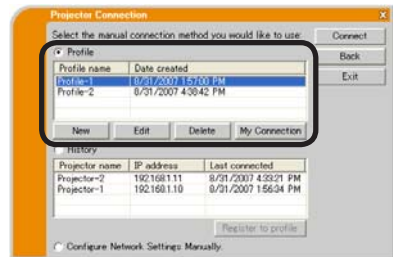 Projector Connection X
Select the manual connection method you would like to use: Connect
Profile Back
Profile name Date created Exit
Profile-1 8/31/2007 1:57:00 PM
Profile-2 8/31/2007 4:38:42 PM
New Edit Delete My Connection
History
Projector name IP address Last connected
Projector-2 192.168.1.11 8/31/2007 4:33:21 PM
Projector-1 192.168.1.10 8/31/2007 1:56:34 PM
Register to profile
Configure Network Settings Manually.